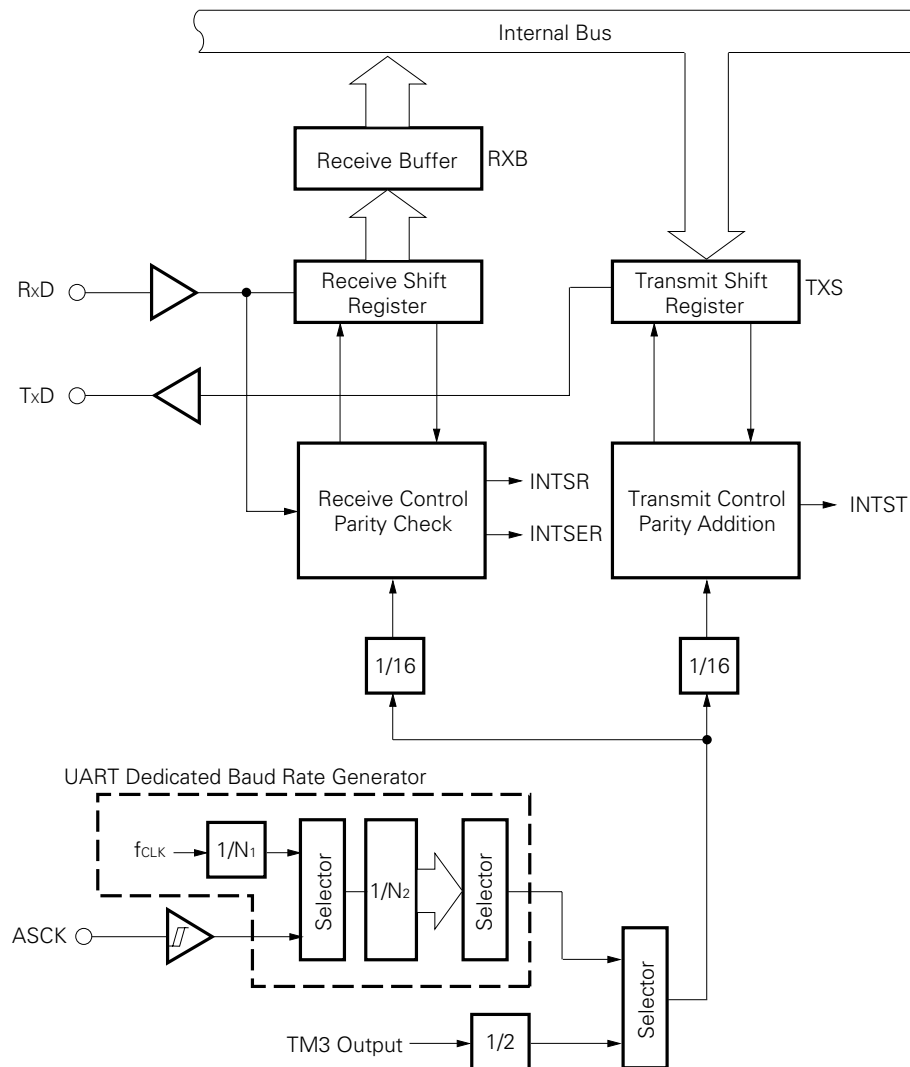 Internal Bus
Receive Buffer
RXB
RxD
Receive Shift
Register
Transmit Shift
Register
TXS
TxD
Receive Control
Parity Check
INTSR
INTSER
Transmit Control
Parity Addition
INTST
1/16
1/16
UART Dedicated Baud Rate Generator
fCLK
1/N1
Selector
1/N2
Selector
ASCK
Selector
TM3 Output
1/2